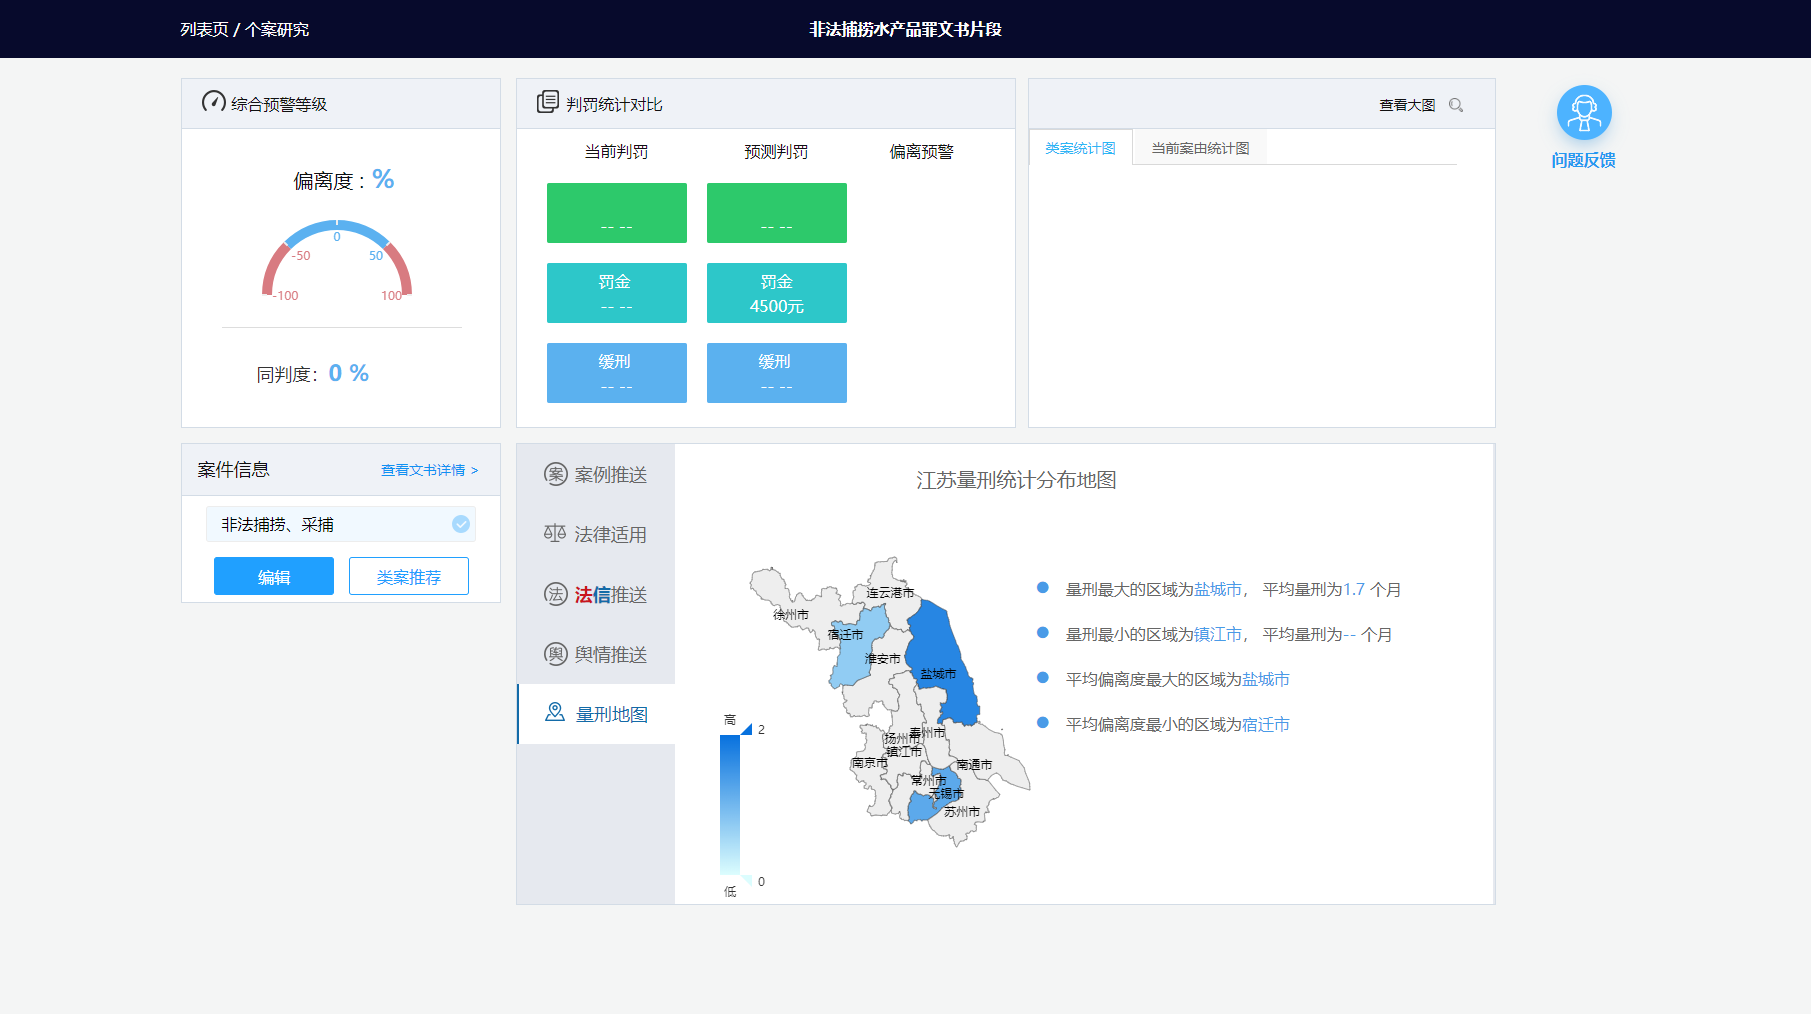 列表页 / 个案研究
非法捕捞水产品罪文书片段
综合预警等级
偏离度：%
0
-50
50
-100
100
同判度：0 %
判罚统计对比
当前判罚
预测判罚
偏离预警
-- --
-- --
罚金
-- --
罚金
4500元
缓刑
-- --
缓刑
-- --
查看大图
类案统计图
当前案由统计图
问题反馈
案件信息
查看文书详情 >
非法捕捞、采捕
编辑
类案推荐
案 案例推送
法律适用
法 法信推送
舆 舆情推送
量刑地图
江苏量刑统计分布地图
连云港市
徐州市
宿迁市
淮安市
盐城市
泰州市
扬州市
镇江市
南京市
南通市
常州市
无锡市
苏州市
高
2
0
低
量刑最大的区域为盐城市， 平均量刑为1.7 个月
量刑最小的区域为镇江市， 平均量刑为-- 个月
平均偏离度最大的区域为盐城市
平均偏离度最小的区域为宿迁市